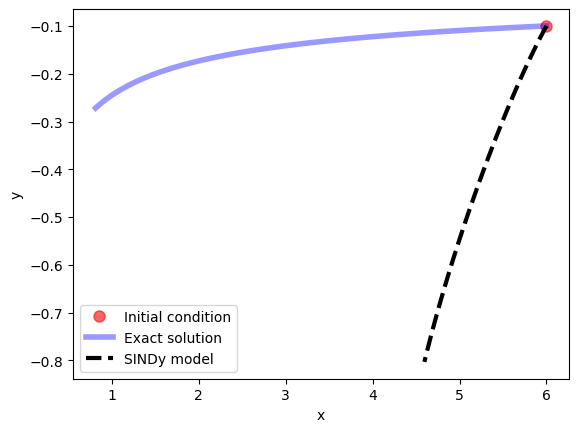 −0.1
−0.2
−0.3
−0.4
−0.5
−0.6
−0.7
−0.8
y
Initial condition
Exact solution
SINDy model
1 2 3 4 5 6
x